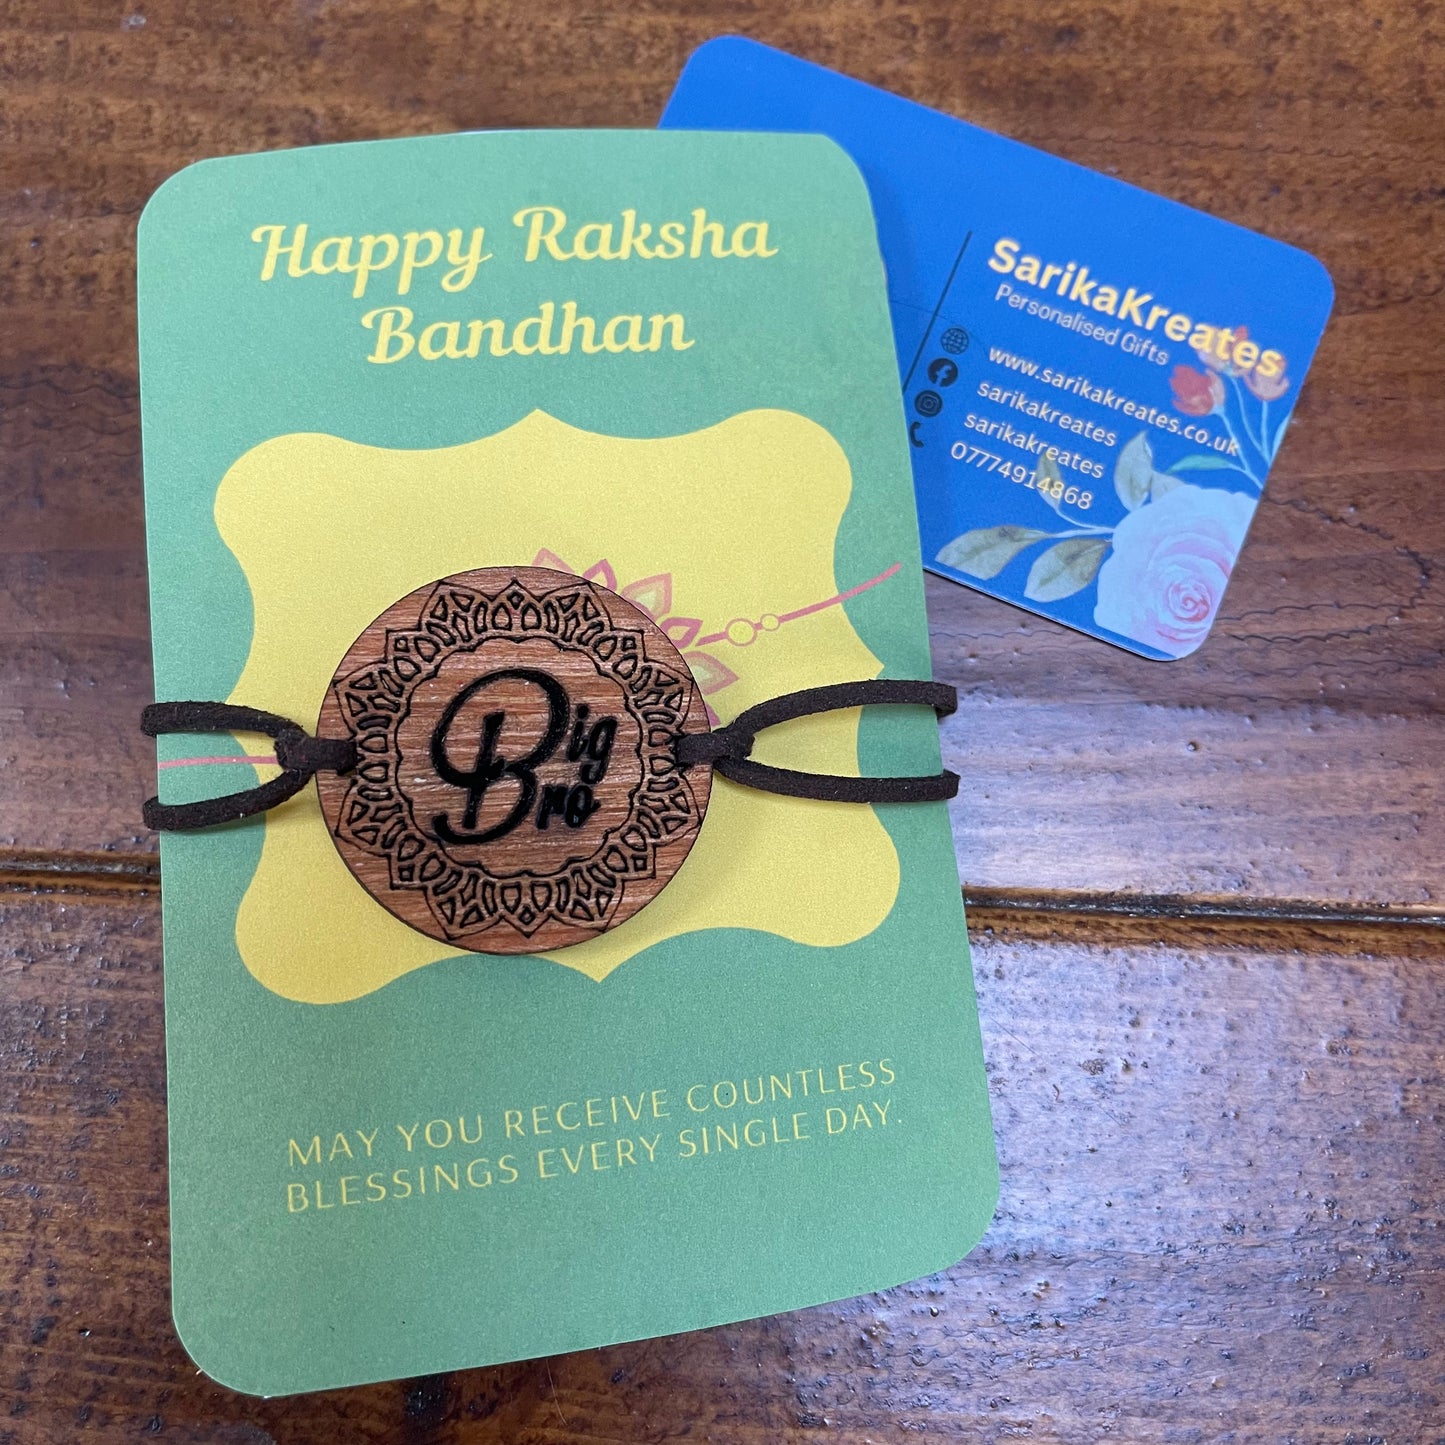 Happy Raksha
Bandhan
Big
Bro
MAY YOU RECEIVE COUNTLESS
BLESSINGS EVERY SINGLE DAY.
SarikaKreates
Personalised Gifts
www.sarikakreates.co.uk
sarikakreates
sarikakreates
07774914868